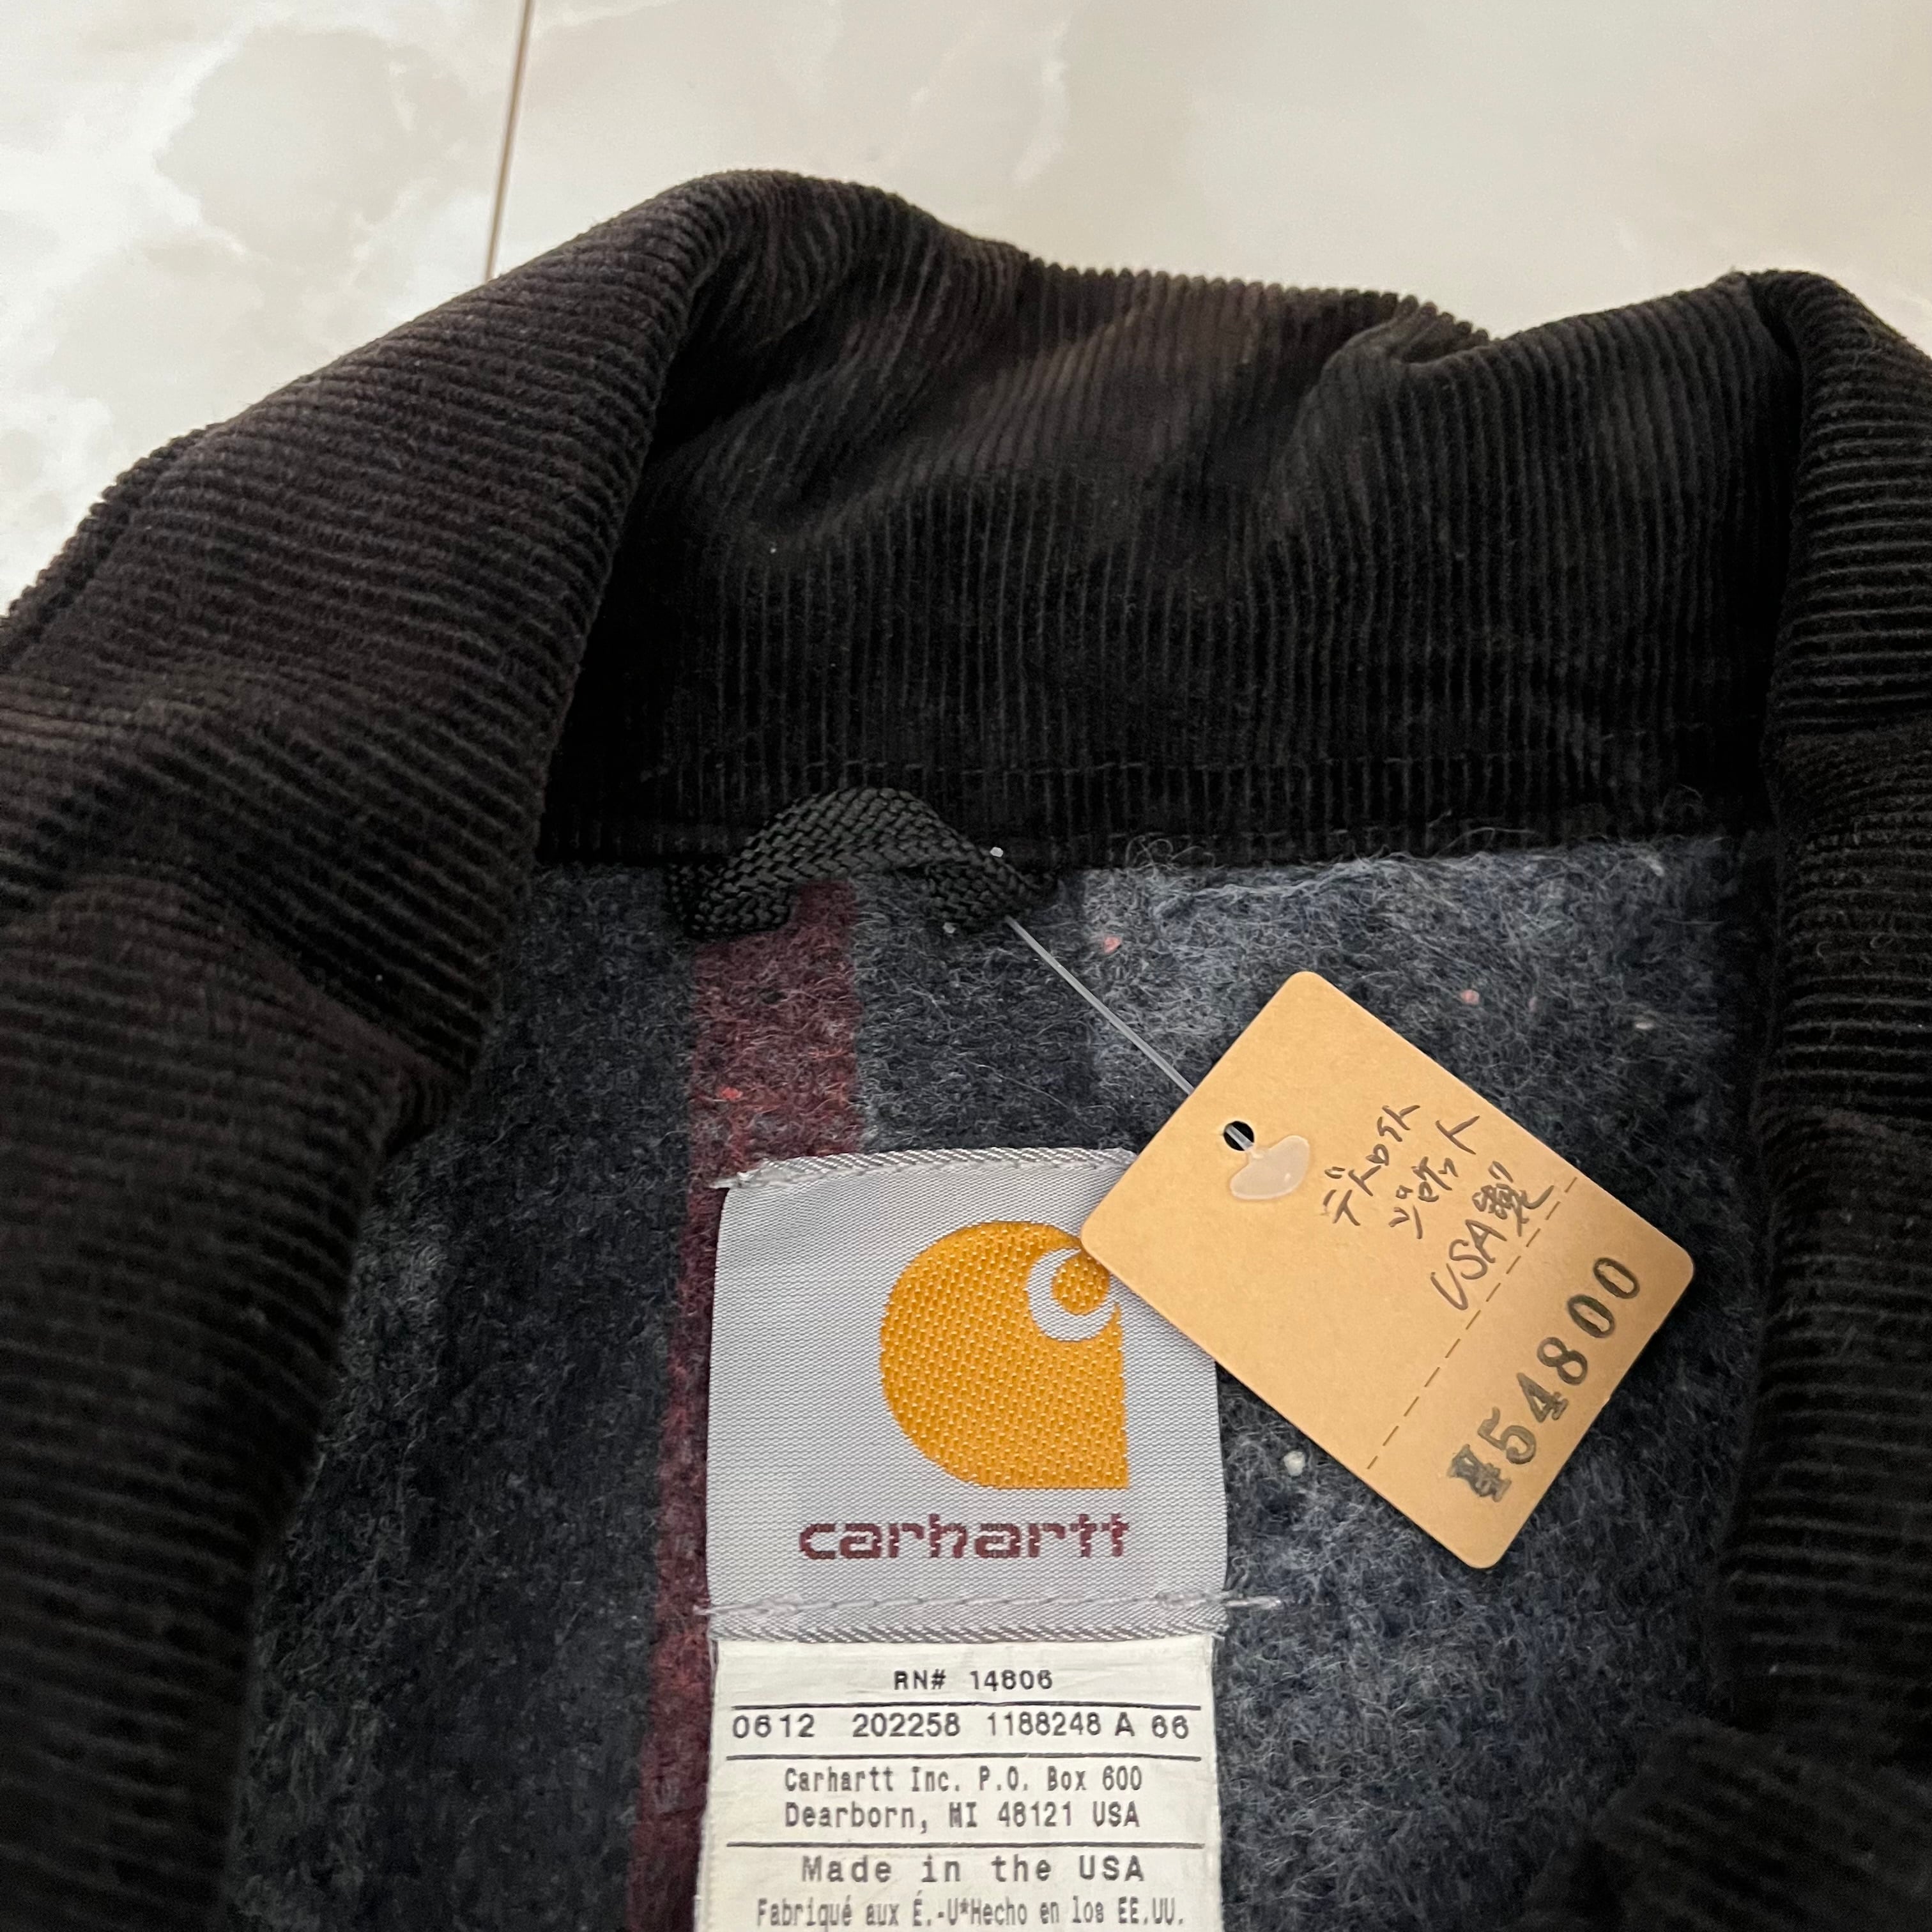 デトロイト
ジャケット
USA製
¥54800
carhartt
RN# 14806
0612 202258 1188248 A 66
Carhartt Inc. P.O. Box 600
Dearborn, MI 48121 USA
Made in the USA
Fabriqué aux É.-U*Hecho en los EE.UU.